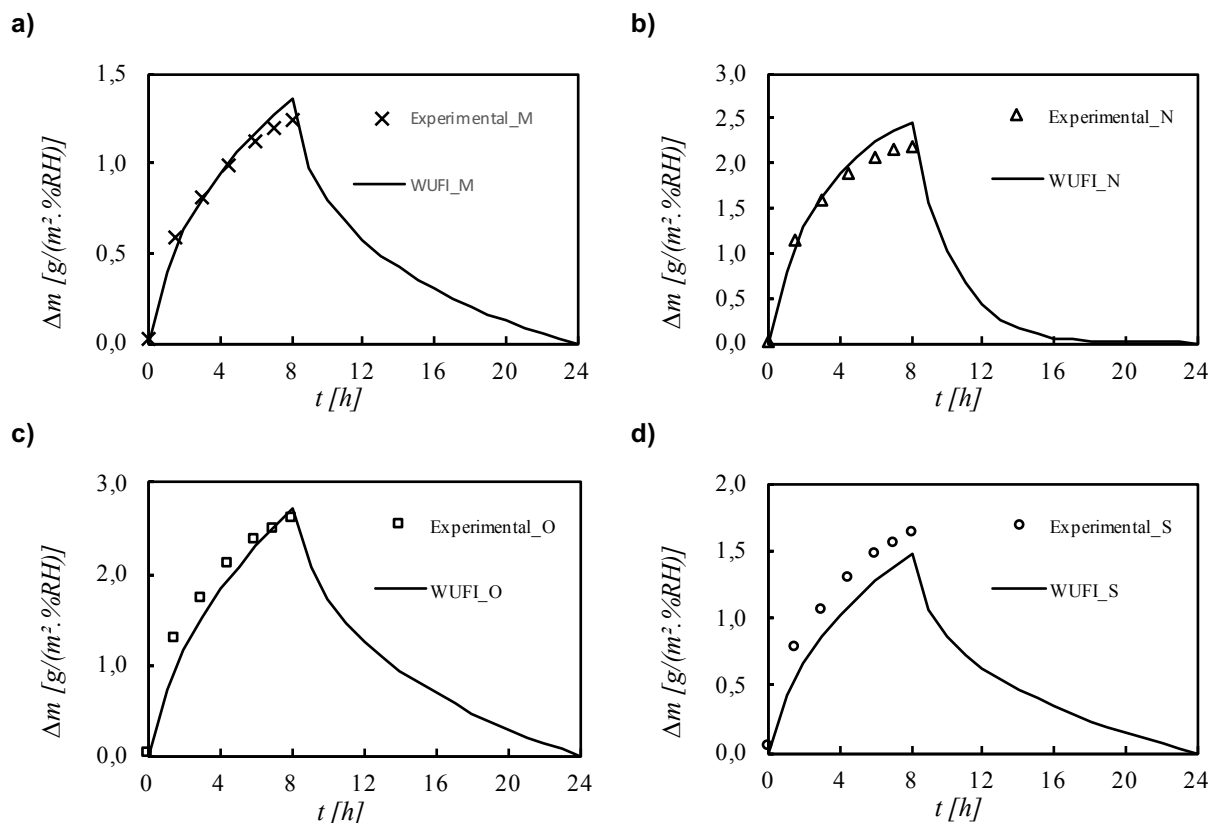 a)
Δm [g/(m².%RH)]
1,5
1,0
0,5
0,0
Experimental_M
WUFI_M
0 4 8 12 16 20 24
t [h]
b)
Δm [g/(m².%RH)]
3,0
2,5
2,0
1,5
1,0
0,5
0,0
Experimental_N
WUFI_N
0 4 8 12 16 20 24
t [h]
c)
Δm [g/(m².%RH)]
3,0
2,0
1,0
0,0
Experimental_O
WUFI_O
0 4 8 12 16 20 24
t [h]
d)
Δm [g/(m².%RH)]
2,0
1,5
1,0
0,5
0,0
Experimental_S
WUFI_S
0 4 8 12 16 20 24
t [h]